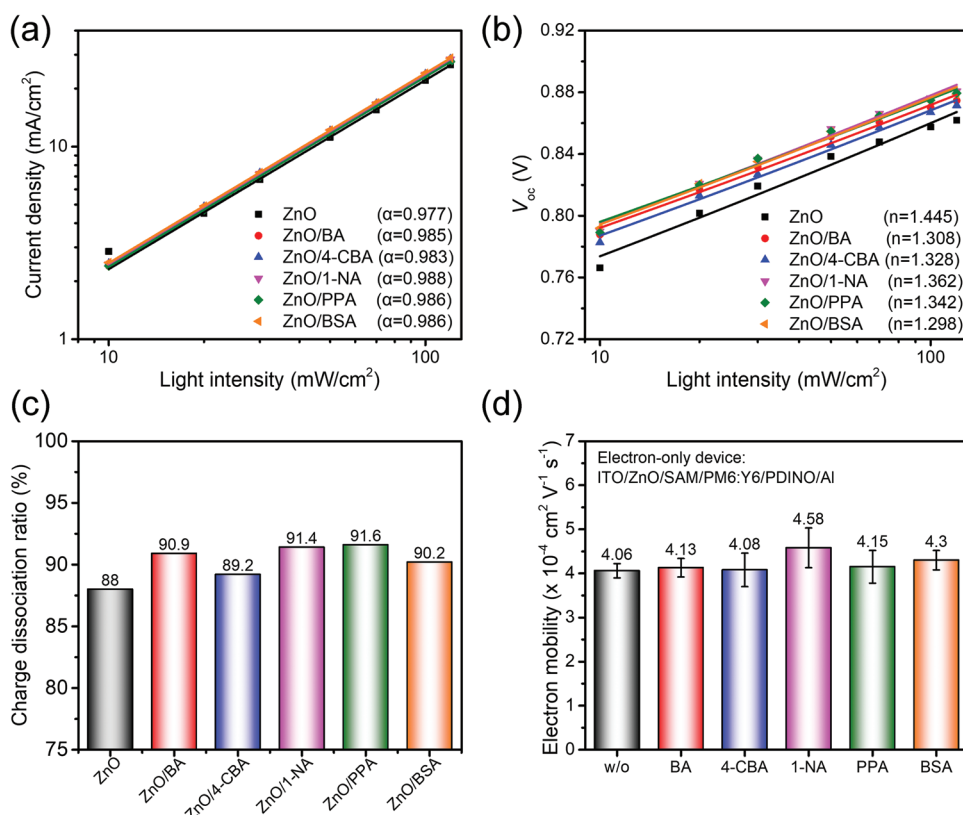 (a)
Current density (mA/cm²)
10
1
ZnO (α=0.977)
ZnO/BA (α=0.985)
ZnO/4-CBA (α=0.983)
ZnO/1-NA (α=0.988)
ZnO/PPA (α=0.986)
ZnO/BSA (α=0.986)
10 100
Light intensity (mW/cm²)
(b)
Voc (V)
0.92
0.88
0.84
0.80
0.76
0.72
ZnO (n=1.445)
ZnO/BA (n=1.308)
ZnO/4-CBA (n=1.328)
ZnO/1-NA (n=1.362)
ZnO/PPA (n=1.342)
ZnO/BSA (n=1.298)
10 100
Light intensity (mW/cm²)
(c)
Charge dissociation ratio (%)
100
95
90
85
80
75
88 90.9 89.2 91.4 91.6 90.2
ZnO ZnO/BA ZnO/4-CBA ZnO/1-NA ZnO/PPA ZnO/BSA
(d)
Electron mobility (x 10⁻⁴ cm² V⁻¹ s⁻¹)
7
6
5
4
3
2
1
0
Electron-only device:
ITO/ZnO/SAM/PM6:Y6/PDINO/Al
4.06 4.13 4.08 4.58 4.15 4.3
w/o BA 4-CBA 1-NA PPA BSA